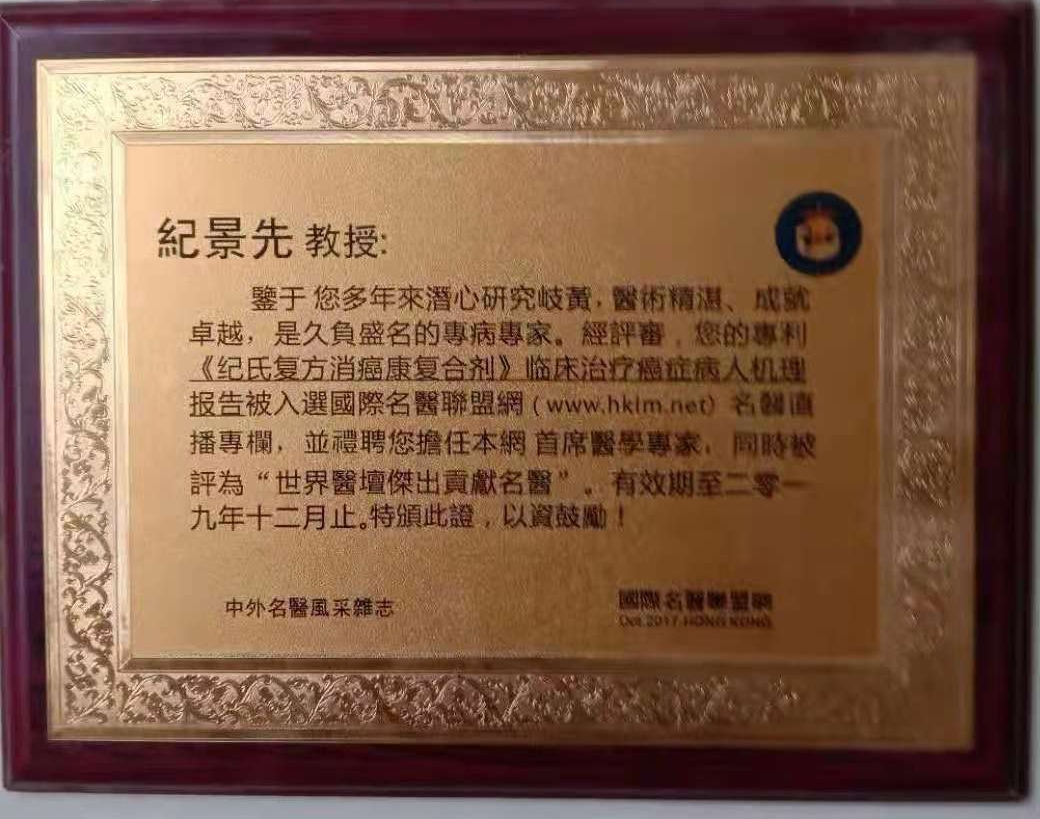 紀景先 教授:
鑒于 您多年來潛心研究岐黃，醫術精湛、成就
卓越，是久負盛名的專病專家。經評審，您的專利
《纪氏复方消癌康复合剂》临床治疗癌症病人机理
报告被入選國際名醫聯盟網（www.hklm.net）名醫直
播專欄，並禮聘您擔任本網 首席醫學專家，同時被
評為“世界醫壇傑出貢獻名醫”。有效期至二零一
九年十二月止。特頒此證，以資鼓勵！
中外名醫風采雜志
國際名醫聯盟
2017 HONG KONG